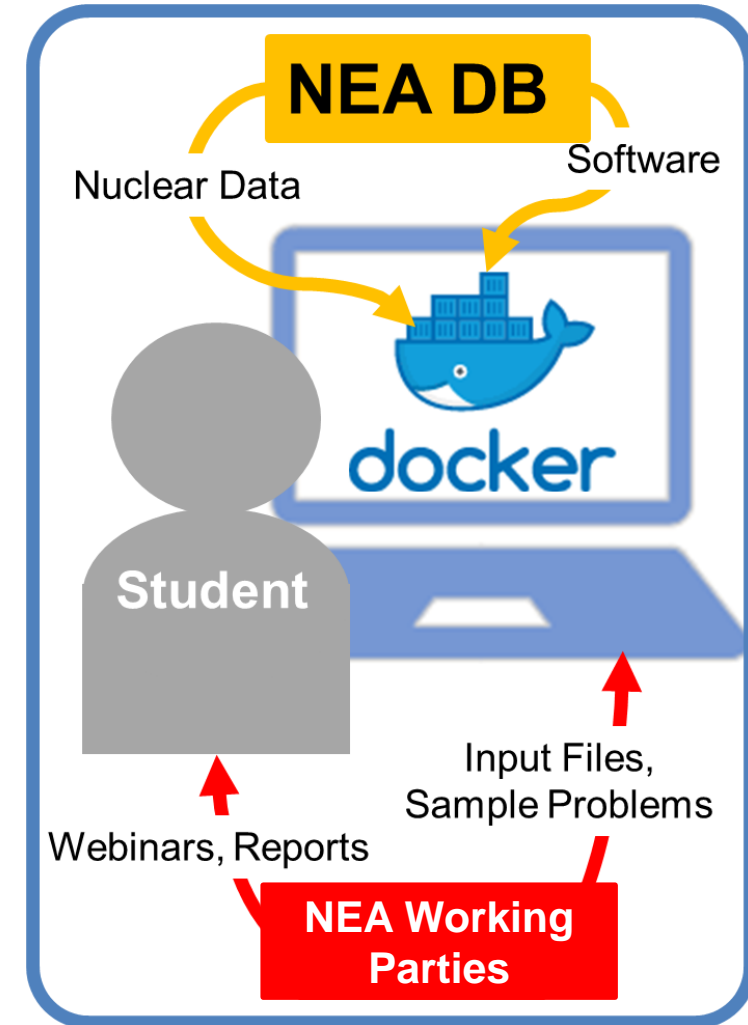 NEA DB
Software
Nuclear Data
docker
Student
Input Files,
Sample Problems
Webinars, Reports
NEA Working
Parties